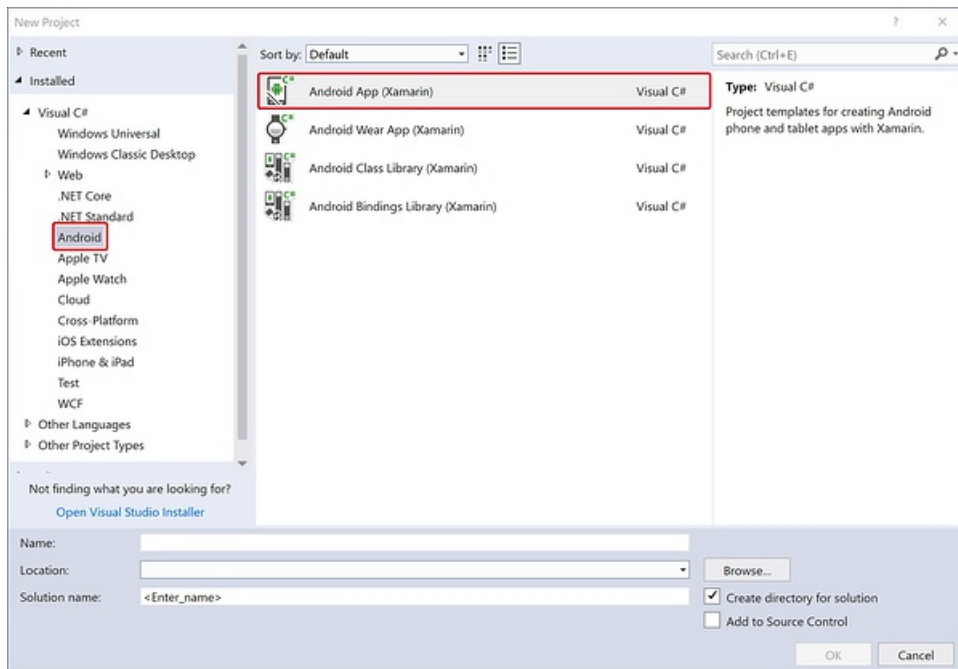 New Project
Recent
Installed
Visual C#
Windows Universal
Windows Classic Desktop
Web
.NET Core
.NET Standard
Android
Apple TV
Apple Watch
Cloud
Cross-Platform
iOS Extensions
iPhone & iPad
Test
WCF
Other Languages
Other Project Types
Not finding what you are looking for?
Open Visual Studio Installer
Sort by: Default
Android App (Xamarin) Visual C#
Android Wear App (Xamarin) Visual C#
Android Class Library (Xamarin) Visual C#
Android Bindings Library (Xamarin) Visual C#
Search (Ctrl+E)
Type: Visual C#
Project templates for creating Android
phone and tablet apps with Xamarin.
Name:
Location:
Browse...
Solution name: <Enter_name>
Create directory for solution
Add to Source Control
OK Cancel